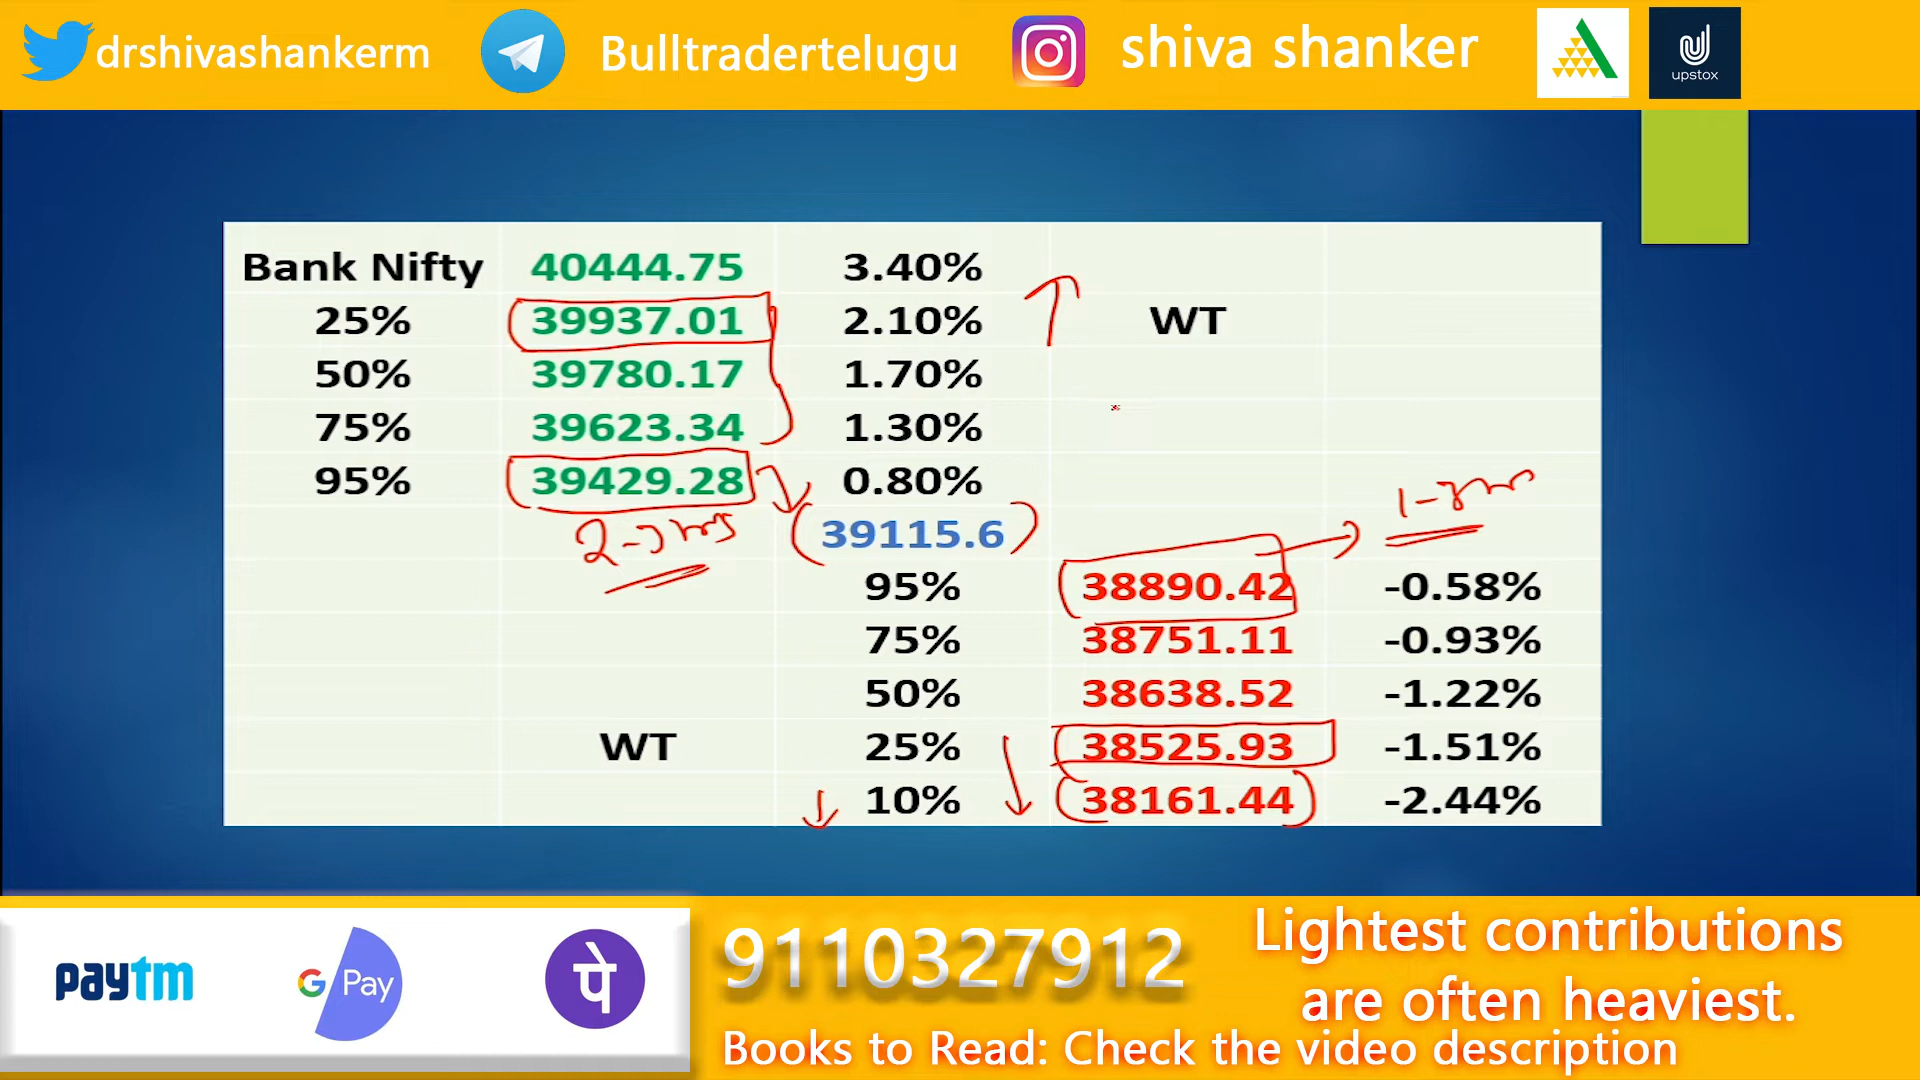 drshivashankerm Bulltradertelugu shiva shanker upstox
Bank Nifty 40444.75 3.40%
25% 39937.01 2.10% WT
50% 39780.17 1.70%
75% 39623.34 1.30%
95% 39429.28 0.80%
39115.6
95% 38890.42 -0.58%
75% 38751.11 -0.93%
50% 38638.52 -1.22%
WT 25% 38525.93 -1.51%
10% 38161.44 -2.44%
paytm G Pay पे
9110327912
Lightest contributions
are often heaviest.
Books to Read: Check the video description